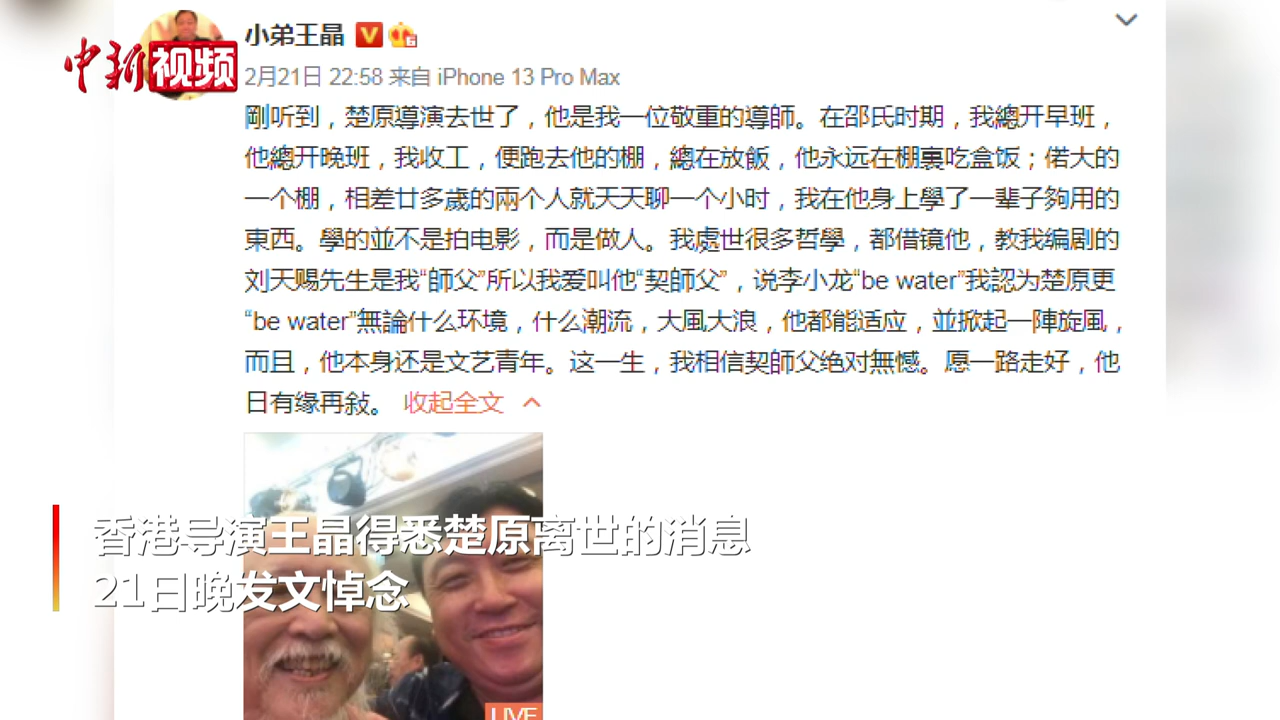 小弟王晶
中新视频
2月21日 22:58 来自 iPhone 13 Pro Max
剛听到，楚原導演去世了，他是我一位敬重的導師。在邵氏时期，我總开早班，
他總开晚班，我收工，便跑去他的棚，總在放飯，他永远在棚裏吃盒饭；偌大的
一个棚，相差廿多歲的兩个人就天天聊一个小时，我在他身上學了一辈子夠用的
東西。學的並不是拍电影，而是做人。我處世很多哲學，都借镜他，教我编剧的
刘天赐先生是我“師父”所以我爱叫他“契師父”，说李小龙“be water”我認为楚原更
“be water”無論什么环境，什么潮流，大風大浪，他都能适应，並掀起一陣旋風，
而且，他本身还是文艺青年。这一生，我相信契師父绝对無憾。愿一路走好，他
日有缘再敍。 收起全文
香港导演王晶得悉楚原离世的消息
21日晚发文悼念
LIVE